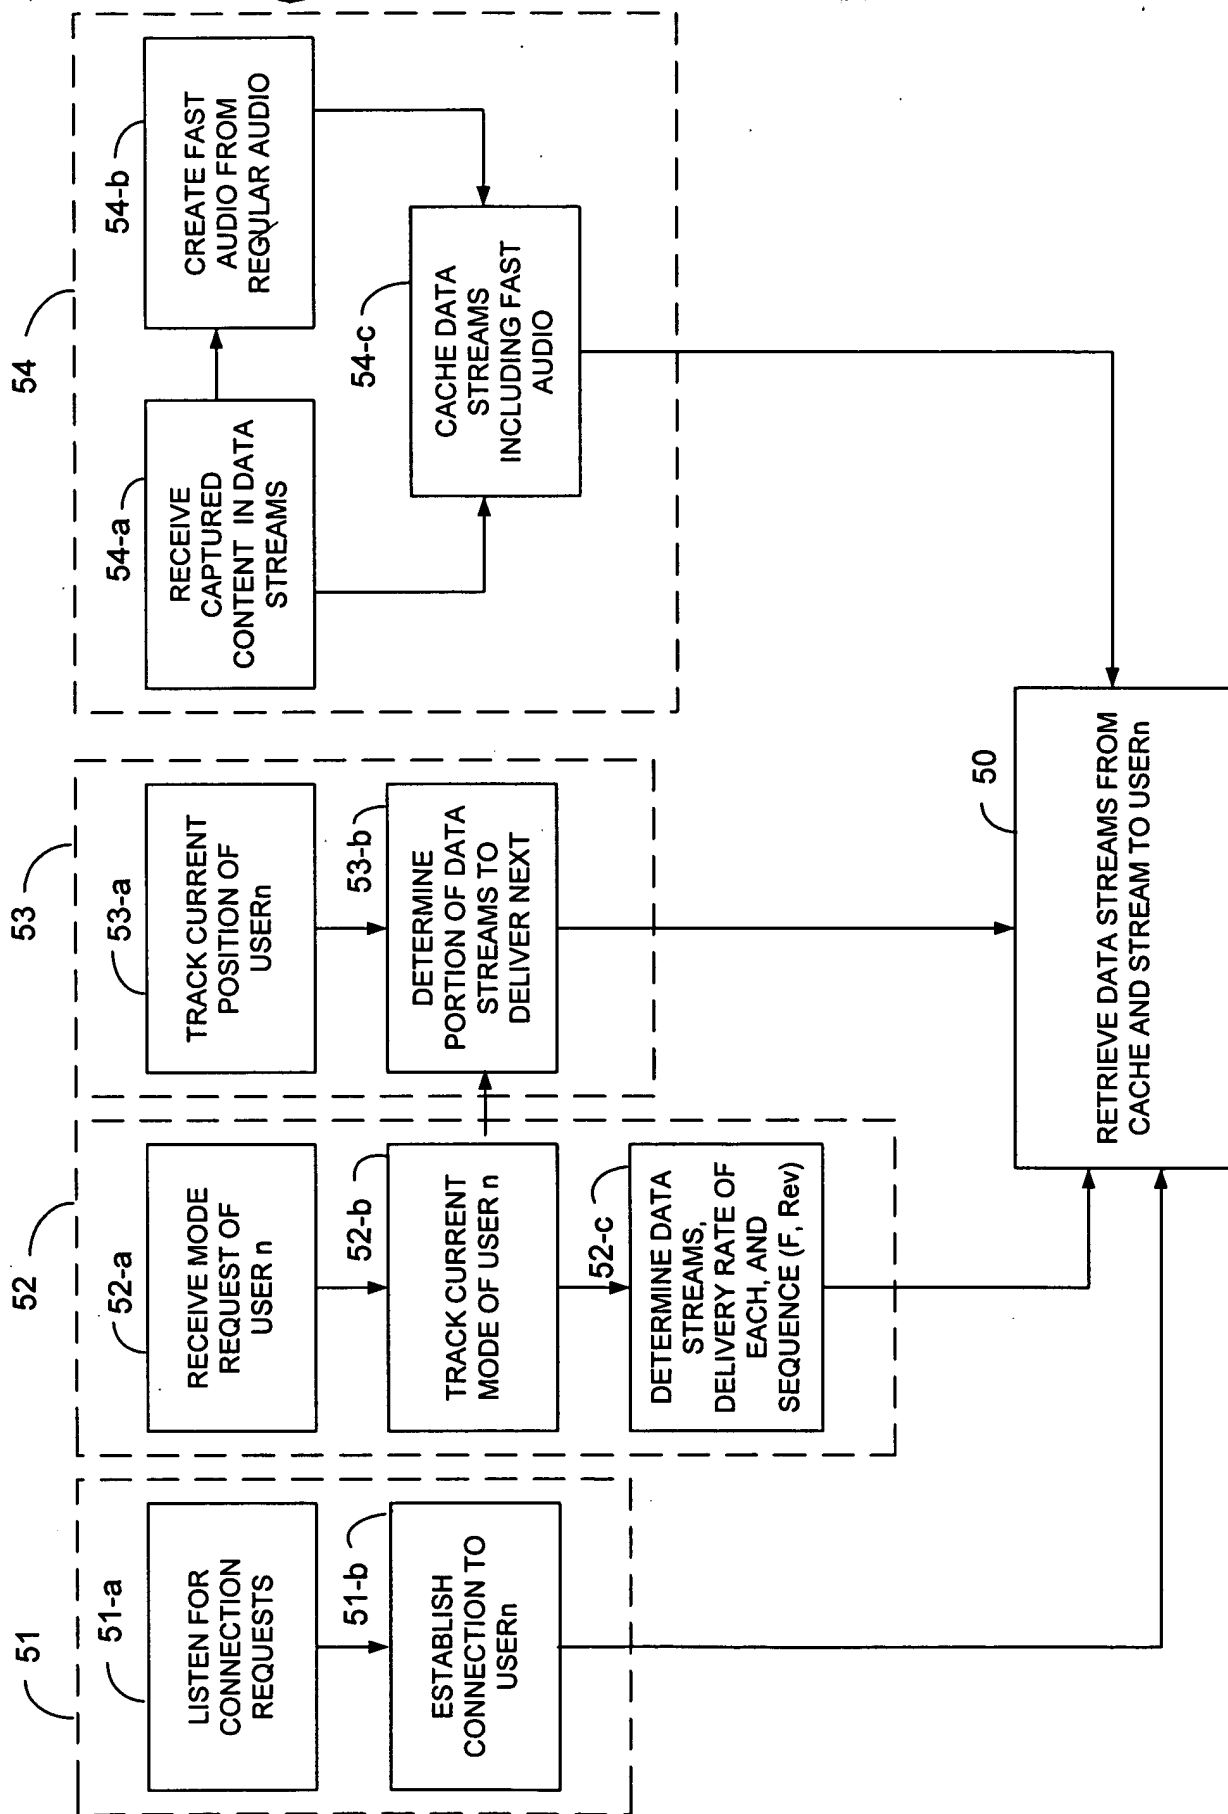 51
51-a
LISTEN FOR
CONNECTION
REQUESTS
51-b
ESTABLISH
CONNECTION TO
USERn
52
52-a
RECEIVE MODE
REQUEST OF
USER n
52-b
TRACK CURRENT
MODE OF USER n
52-c
DETERMINE DATA
STREAMS,
DELIVERY RATE OF
EACH, AND
SEQUENCE (F, Rev)
53
53-a
TRACK CURRENT
POSITION OF
USERn
53-b
DETERMINE
PORTION OF DATA
STREAMS TO
DELIVER NEXT
54
54-a
RECEIVE
CAPTURED
CONTENT IN DATA
STREAMS
54-b
CREATE FAST
AUDIO FROM
REGULAR AUDIO
54-c
CACHE DATA
STREAMS
INCLUDING FAST
AUDIO
50
RETRIEVE DATA STREAMS FROM
CACHE AND STREAM TO USERn